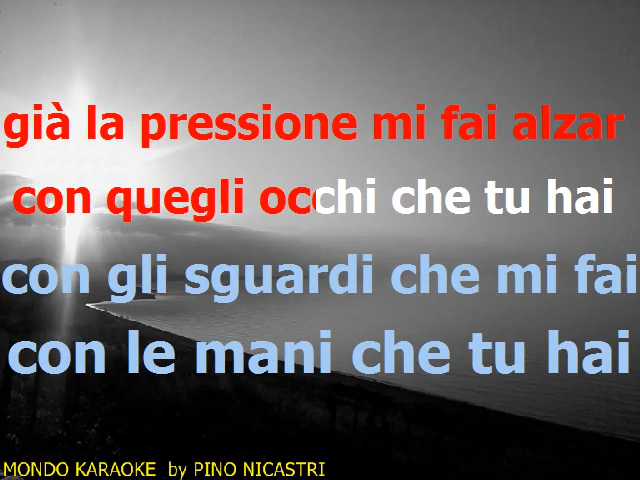 già la pressione mi fai alzar
con quegli occhi che tu hai
con gli sguardi che mi fai
con le mani che tu hai
MONDO KARAOKE by PINO NICASTRI